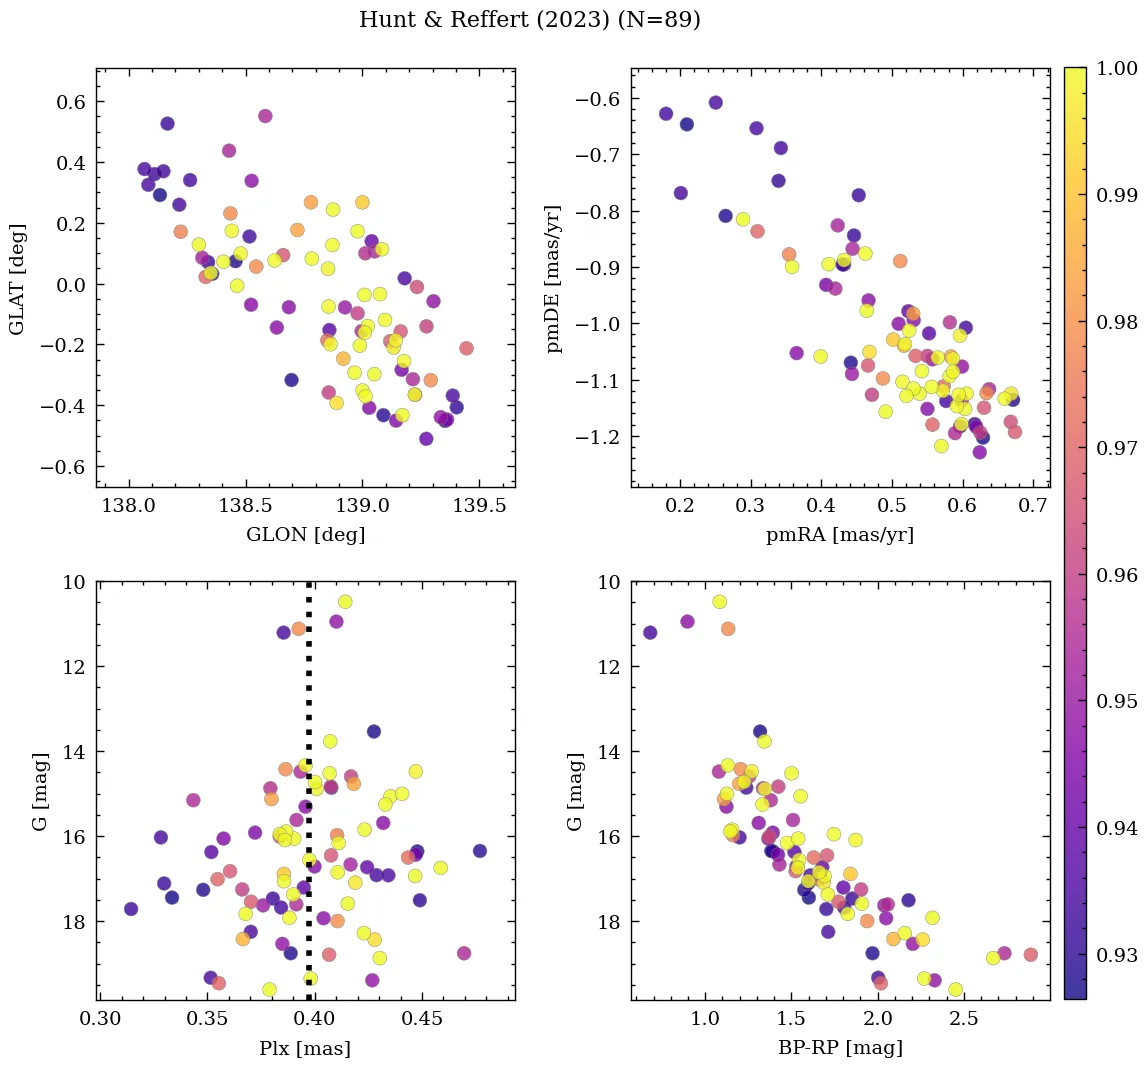 Hunt & Reffert (2023) (N=89)
0.6
0.4
0.2
0.0
−0.2
−0.4
−0.6
GLAT [deg]
138.0 138.5 139.0 139.5
GLON [deg]
−0.6
−0.7
−0.8
−0.9
−1.0
−1.1
−1.2
pmDE [mas/yr]
0.2 0.3 0.4 0.5 0.6 0.7
pmRA [mas/yr]
10
12
14
16
18
G [mag]
0.30 0.35 0.40 0.45
Plx [mas]
10
12
14
16
18
G [mag]
1.0 1.5 2.0 2.5
BP-RP [mag]
1.00
0.99
0.98
0.97
0.96
0.95
0.94
0.93